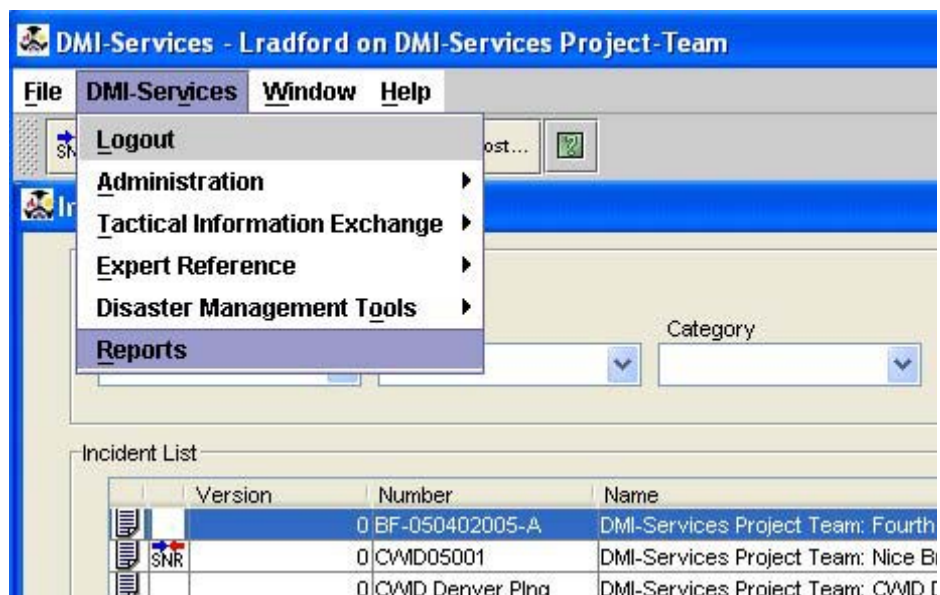 DMI-Services - Lradford on DMI-Services Project-Team
File DMI-Services Window Help
SNR
ost...
Logout
Administration
Tactical Information Exchange
Expert Reference
Disaster Management Tools
Reports
Category
Incident List
Version Number Name
0 BF-050402005-A DMI-Services Project Team: Fourth
SNR 0 CWID05001 DMI-Services Project Team: Nice
0 CWID Denver Plng DMI-Services Project Team: CWID